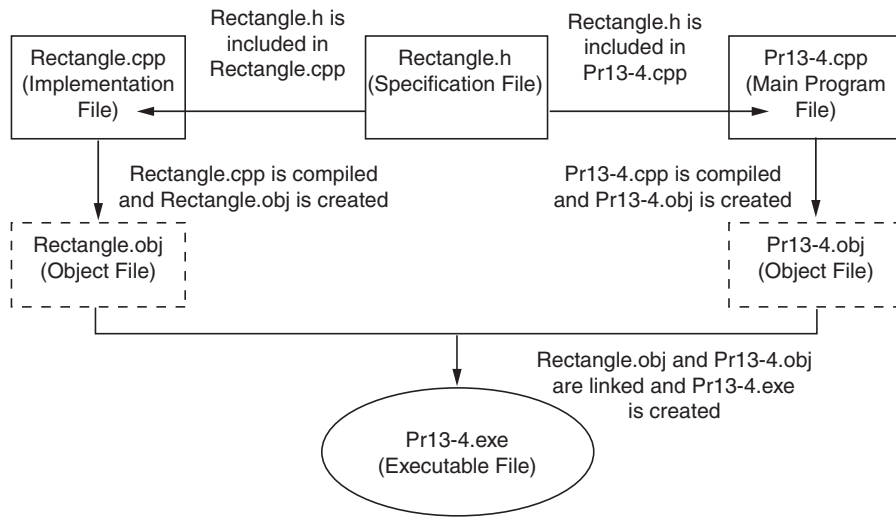 Rectangle.cpp
(Implementation
File)
Rectangle.h is
included in
Rectangle.cpp
Rectangle.h
(Specification File)
Rectangle.h is
included in
Pr13-4.cpp
Pr13-4.cpp
(Main Program
File)
Rectangle.cpp is compiled
and Rectangle.obj is created
Pr13-4.cpp is compiled
and Pr13-4.obj is created
Rectangle.obj
(Object File)
Pr13-4.obj
(Object File)
Rectangle.obj and Pr13-4.obj
are linked and Pr13-4.exe
is created
Pr13-4.exe
(Executable File)